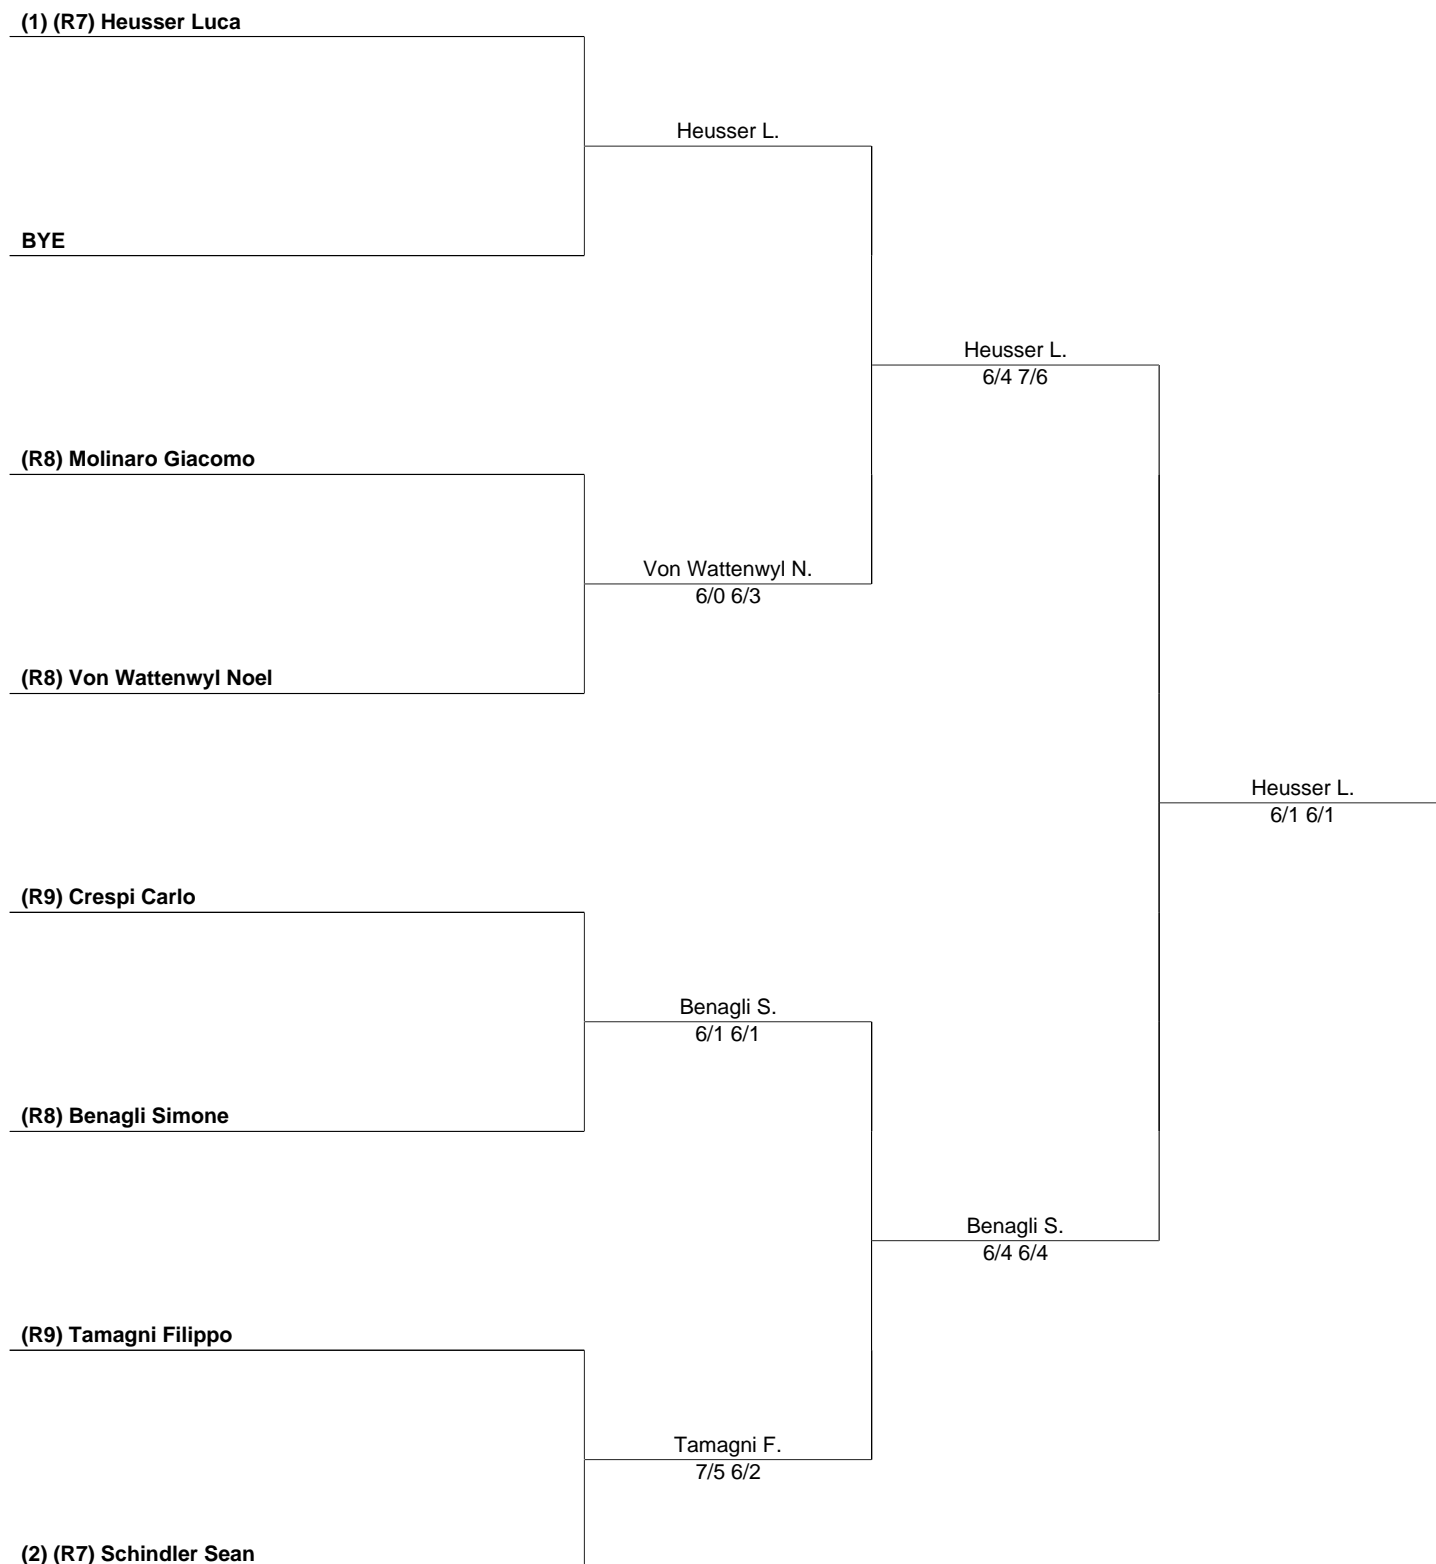 (1) (R7) Heusser Luca
Heusser L.
BYE
Heusser L.
6/4 7/6
(R8) Molinaro Giacomo
Von Wattenwyl N.
6/0 6/3
(R8) Von Wattenwyl Noel
Heusser L.
6/1 6/1
(R9) Crespi Carlo
Benagli S.
6/1 6/1
(R8) Benagli Simone
Benagli S.
6/4 6/4
(R9) Tamagni Filippo
Tamagni F.
7/5 6/2
(2) (R7) Schindler Sean